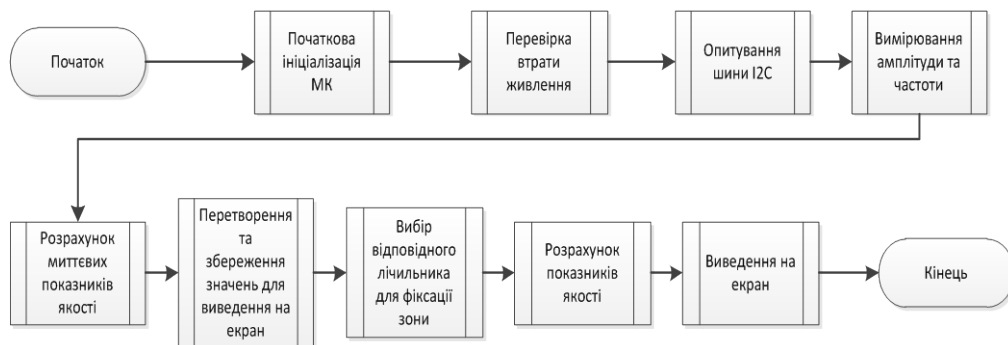 Початок
Початкова
ініціалізація
МК
Перевірка
втрати
живлення
Опитування
шини I2C
Вимірювання
амплітуди та
частоти
Розрахунок
миттєвих
показників
якості
Перетворення
та
збереження
значень для
виведення на
екран
Вибір
відповідного
лічильника
для фіксації
зони
Розрахунок
показників
якості
Виведення на
екран
Кінець